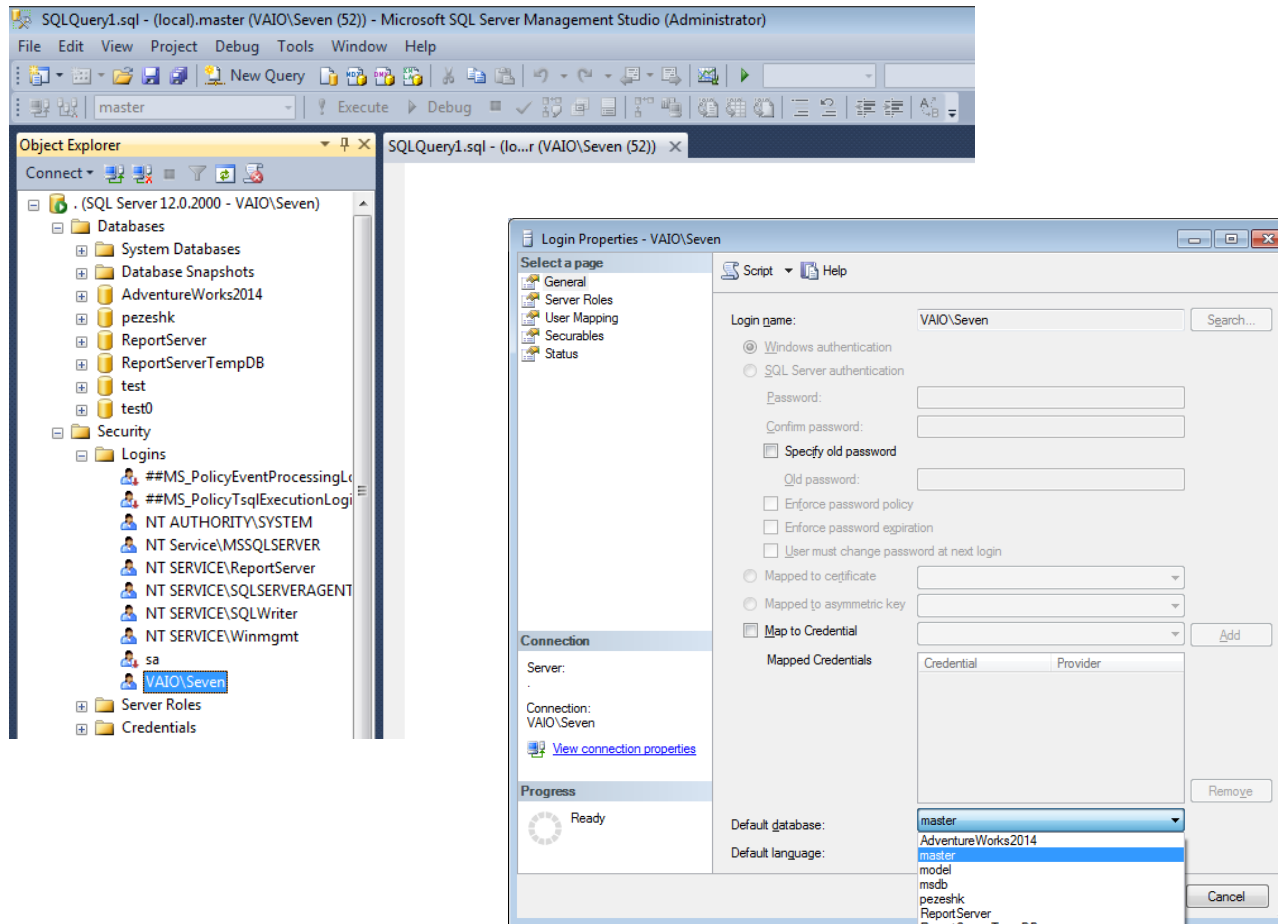 SQLQuery1.sql - (local).master (VAIO\Seven (52)) - Microsoft SQL Server Management Studio (Administrator)
File Edit View Project Debug Tools Window Help
New Query
master Execute Debug
Object Explorer
SQLQuery1.sql - (lo...r (VAIO\Seven (52))
Connect
. (SQL Server 12.0.2000 - VAIO\Seven)
Databases
System Databases
Database Snapshots
AdventureWorks2014
pezeshk
ReportServer
ReportServerTempDB
test
test0
Security
Logins
##MS_PolicyEventProcessingLo
##MS_PolicyTsqlExecutionLogi
NT AUTHORITY\SYSTEM
NT Service\MSSQLSERVER
NT SERVICE\ReportServer
NT SERVICE\SQLSERVERAGENT
NT SERVICE\SQLWriter
NT SERVICE\Winmgmt
sa
VAIO\Seven
Server Roles
Credentials
Login Properties - VAIO\Seven
Select a page
General
Server Roles
User Mapping
Securables
Status
Script Help
Login name: VAIO\Seven Search...
Windows authentication
SQL Server authentication
Password:
Confirm password:
Specify old password
Old password:
Enforce password policy
Enforce password expiration
User must change password at next login
Mapped to certificate
Mapped to asymmetric key
Map to Credential Add
Mapped Credentials Credential Provider
Remove
Connection
Server:
.
Connection:
VAIO\Seven
View connection properties
Progress
Ready
Default database: master
Default language:
AdventureWorks2014
master
model
msdb
pezeshk
ReportServer
ReportServerTempDB
Cancel